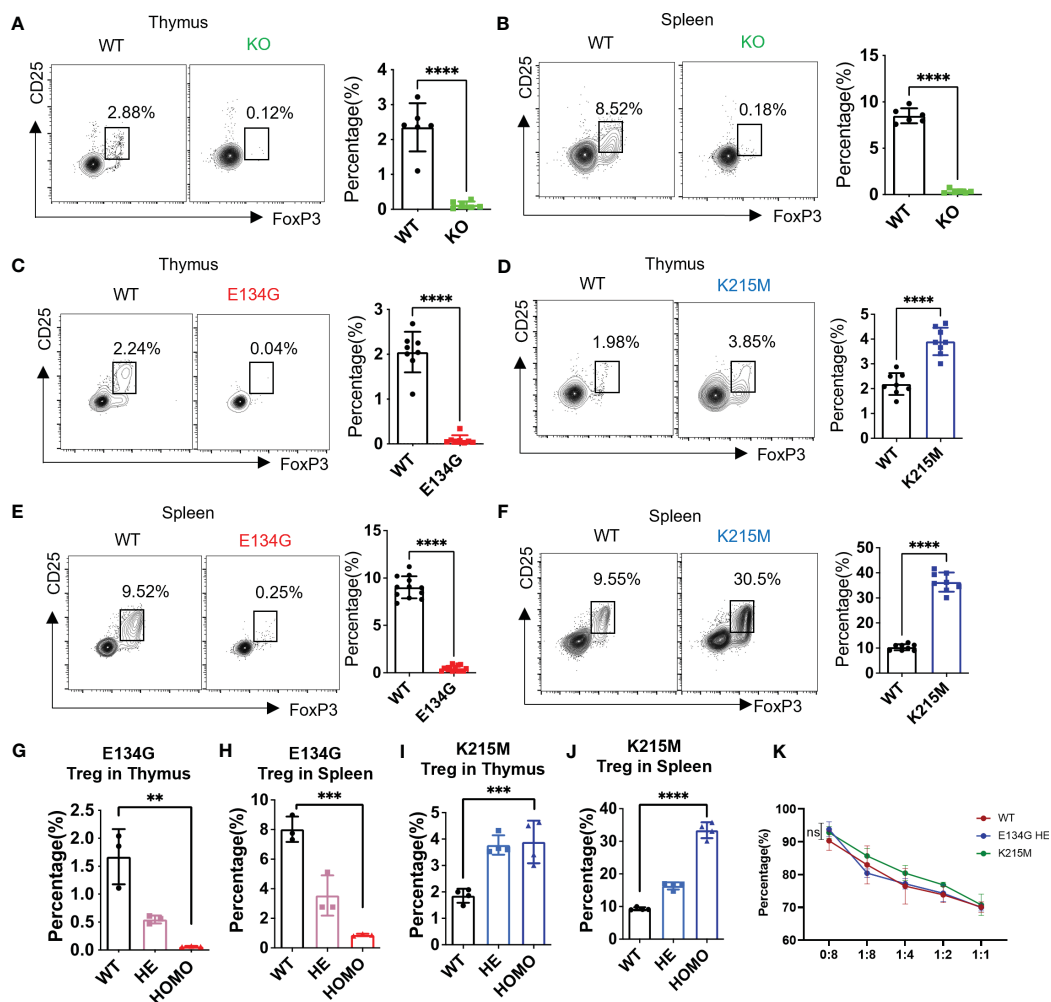 A
Thymus
WT
KO
CD25
2.88%
0.12%
FoxP3
Percentage(%)
4
3
2
1
0
****
WT
KO
B
Spleen
WT
KO
CD25
8.52%
0.18%
FoxP3
Percentage(%)
15
10
5
0
****
WT
KO
C
Thymus
WT
E134G
CD25
2.24%
0.04%
FoxP3
Percentage(%)
3
2
1
0
****
WT
E134G
D
Thymus
WT
K215M
CD25
1.98%
3.85%
FoxP3
Percentage(%)
5
4
3
2
1
0
****
WT
K215M
E
Spleen
WT
E134G
CD25
9.52%
0.25%
FoxP3
Percentage(%)
15
10
5
0
****
WT
E134G
F
Spleen
WT
K215M
CD25
9.55%
30.5%
FoxP3
Percentage(%)
50
40
30
20
10
0
****
WT
K215M
G
E134G
Treg in Thymus
Percentage(%)
2.5
2.0
1.5
1.0
0.5
0.0
**
WT
HE
HOMO
H
E134G
Treg in Spleen
Percentage(%)
10
8
6
4
2
0
***
WT
HE
HOMO
I
K215M
Treg in Thymus
Percentage(%)
5
4
3
2
1
0
***
WT
HE
HOMO
J
K215M
Treg in Spleen
Percentage(%)
40
30
20
10
0
****
WT
HE
HOMO
K
Percentage(%)
100
90
80
70
60
ns
WT
E134G HE
K215M
0:8
1:8
1:4
1:2
1:1